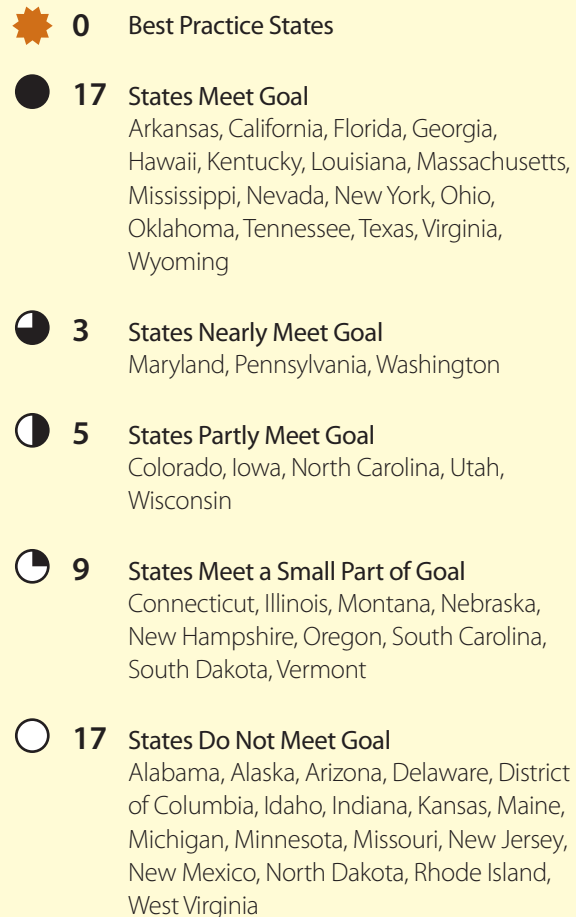 0 Best Practice States
17 States Meet Goal
Arkansas, California, Florida, Georgia,
Hawaii, Kentucky, Louisiana, Massachusetts,
Mississippi, Nevada, New York, Ohio,
Oklahoma, Tennessee, Texas, Virginia,
Wyoming
3 States Nearly Meet Goal
Maryland, Pennsylvania, Washington
5 States Partly Meet Goal
Colorado, Iowa, North Carolina, Utah,
Wisconsin
9 States Meet a Small Part of Goal
Connecticut, Illinois, Montana, Nebraska,
New Hampshire, Oregon, South Carolina,
South Dakota, Vermont
17 States Do Not Meet Goal
Alabama, Alaska, Arizona, Delaware, District
of Columbia, Idaho, Indiana, Kansas, Maine,
Michigan, Minnesota, Missouri, New Jersey,
New Mexico, North Dakota, Rhode Island,
West Virginia